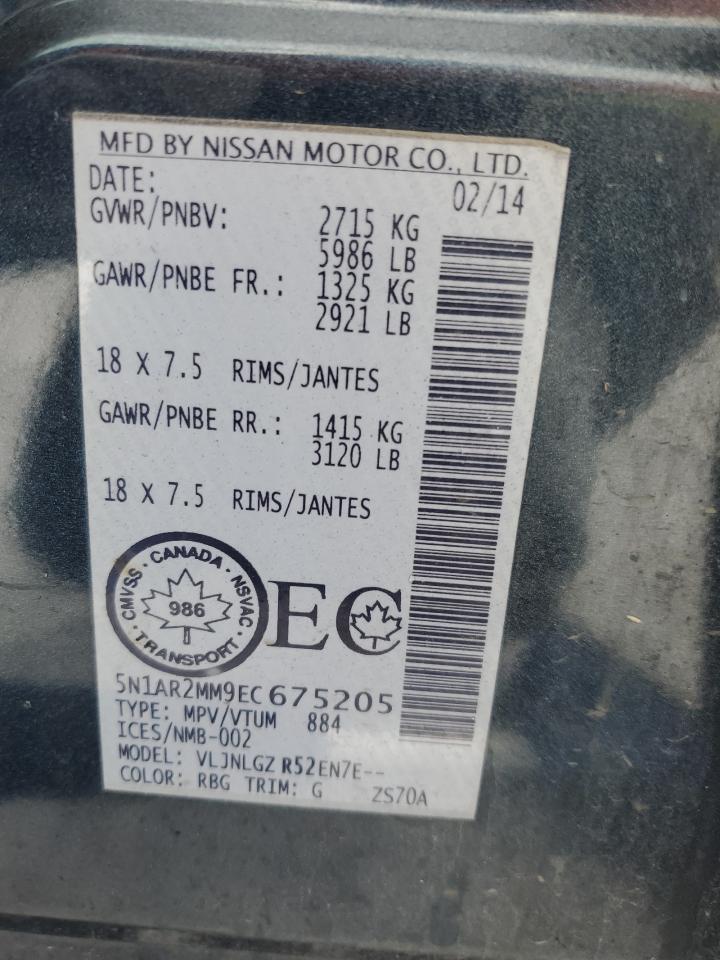 MFD BY NISSAN MOTOR CO., LTD.
DATE: 02/14
GVWR/PNBV: 2715 KG
5986 LB
GAWR/PNBE FR.: 1325 KG
2921 LB
18 X 7.5 RIMS/JANTES
GAWR/PNBE RR.: 1415 KG
3120 LB
18 X 7.5 RIMS/JANTES
CMVSS · CANADA · NSVAC · TRANSPORT ·
986
EC
5N1AR2MM9EC675205
TYPE: MPV/VTUM 884
ICES/NMB-002
MODEL: VLJNLGZ R52EN7E--
COLOR: RBG TRIM: G ZS70A